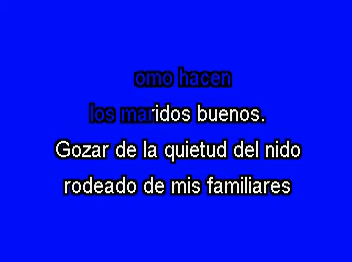 omo hacen
los maridos buenos.
Gozar de la quietud del nido
rodeado de mis familiares